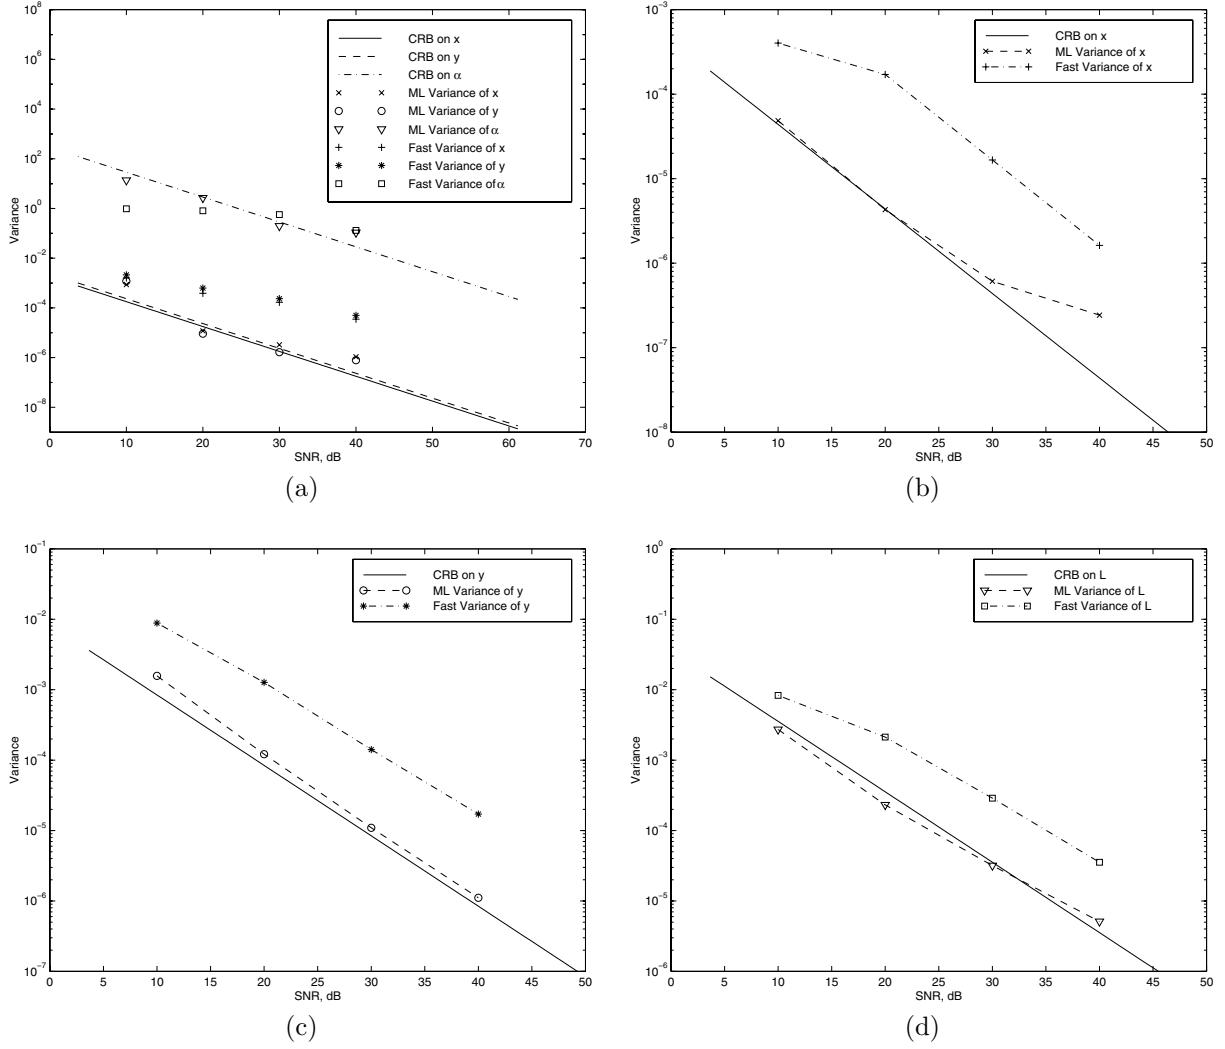 10^8
10^6
10^4
10^2
10^0
10^-2
10^-4
10^-6
10^-8
Variance
CRB on x
CRB on y
CRB on α
ML Variance of x
ML Variance of y
ML Variance of α
Fast Variance of x
Fast Variance of y
Fast Variance of α
0 10 20 30 40 50 60 70
SNR, dB
(a)
10^-3
10^-4
10^-5
10^-6
10^-7
10^-8
Variance
CRB on x
ML Variance of x
Fast Variance of x
0 5 10 15 20 25 30 35 40 45 50
SNR, dB
(b)
10^-1
10^-2
10^-3
10^-4
10^-5
10^-6
10^-7
Variance
CRB on y
ML Variance of y
Fast Variance of y
0 5 10 15 20 25 30 35 40 45 50
SNR, dB
(c)
10^0
10^-1
10^-2
10^-3
10^-4
10^-5
10^-6
Variance
CRB on L
ML Variance of L
Fast Variance of L
0 5 10 15 20 25 30 35 40 45 50
SNR, dB
(d)